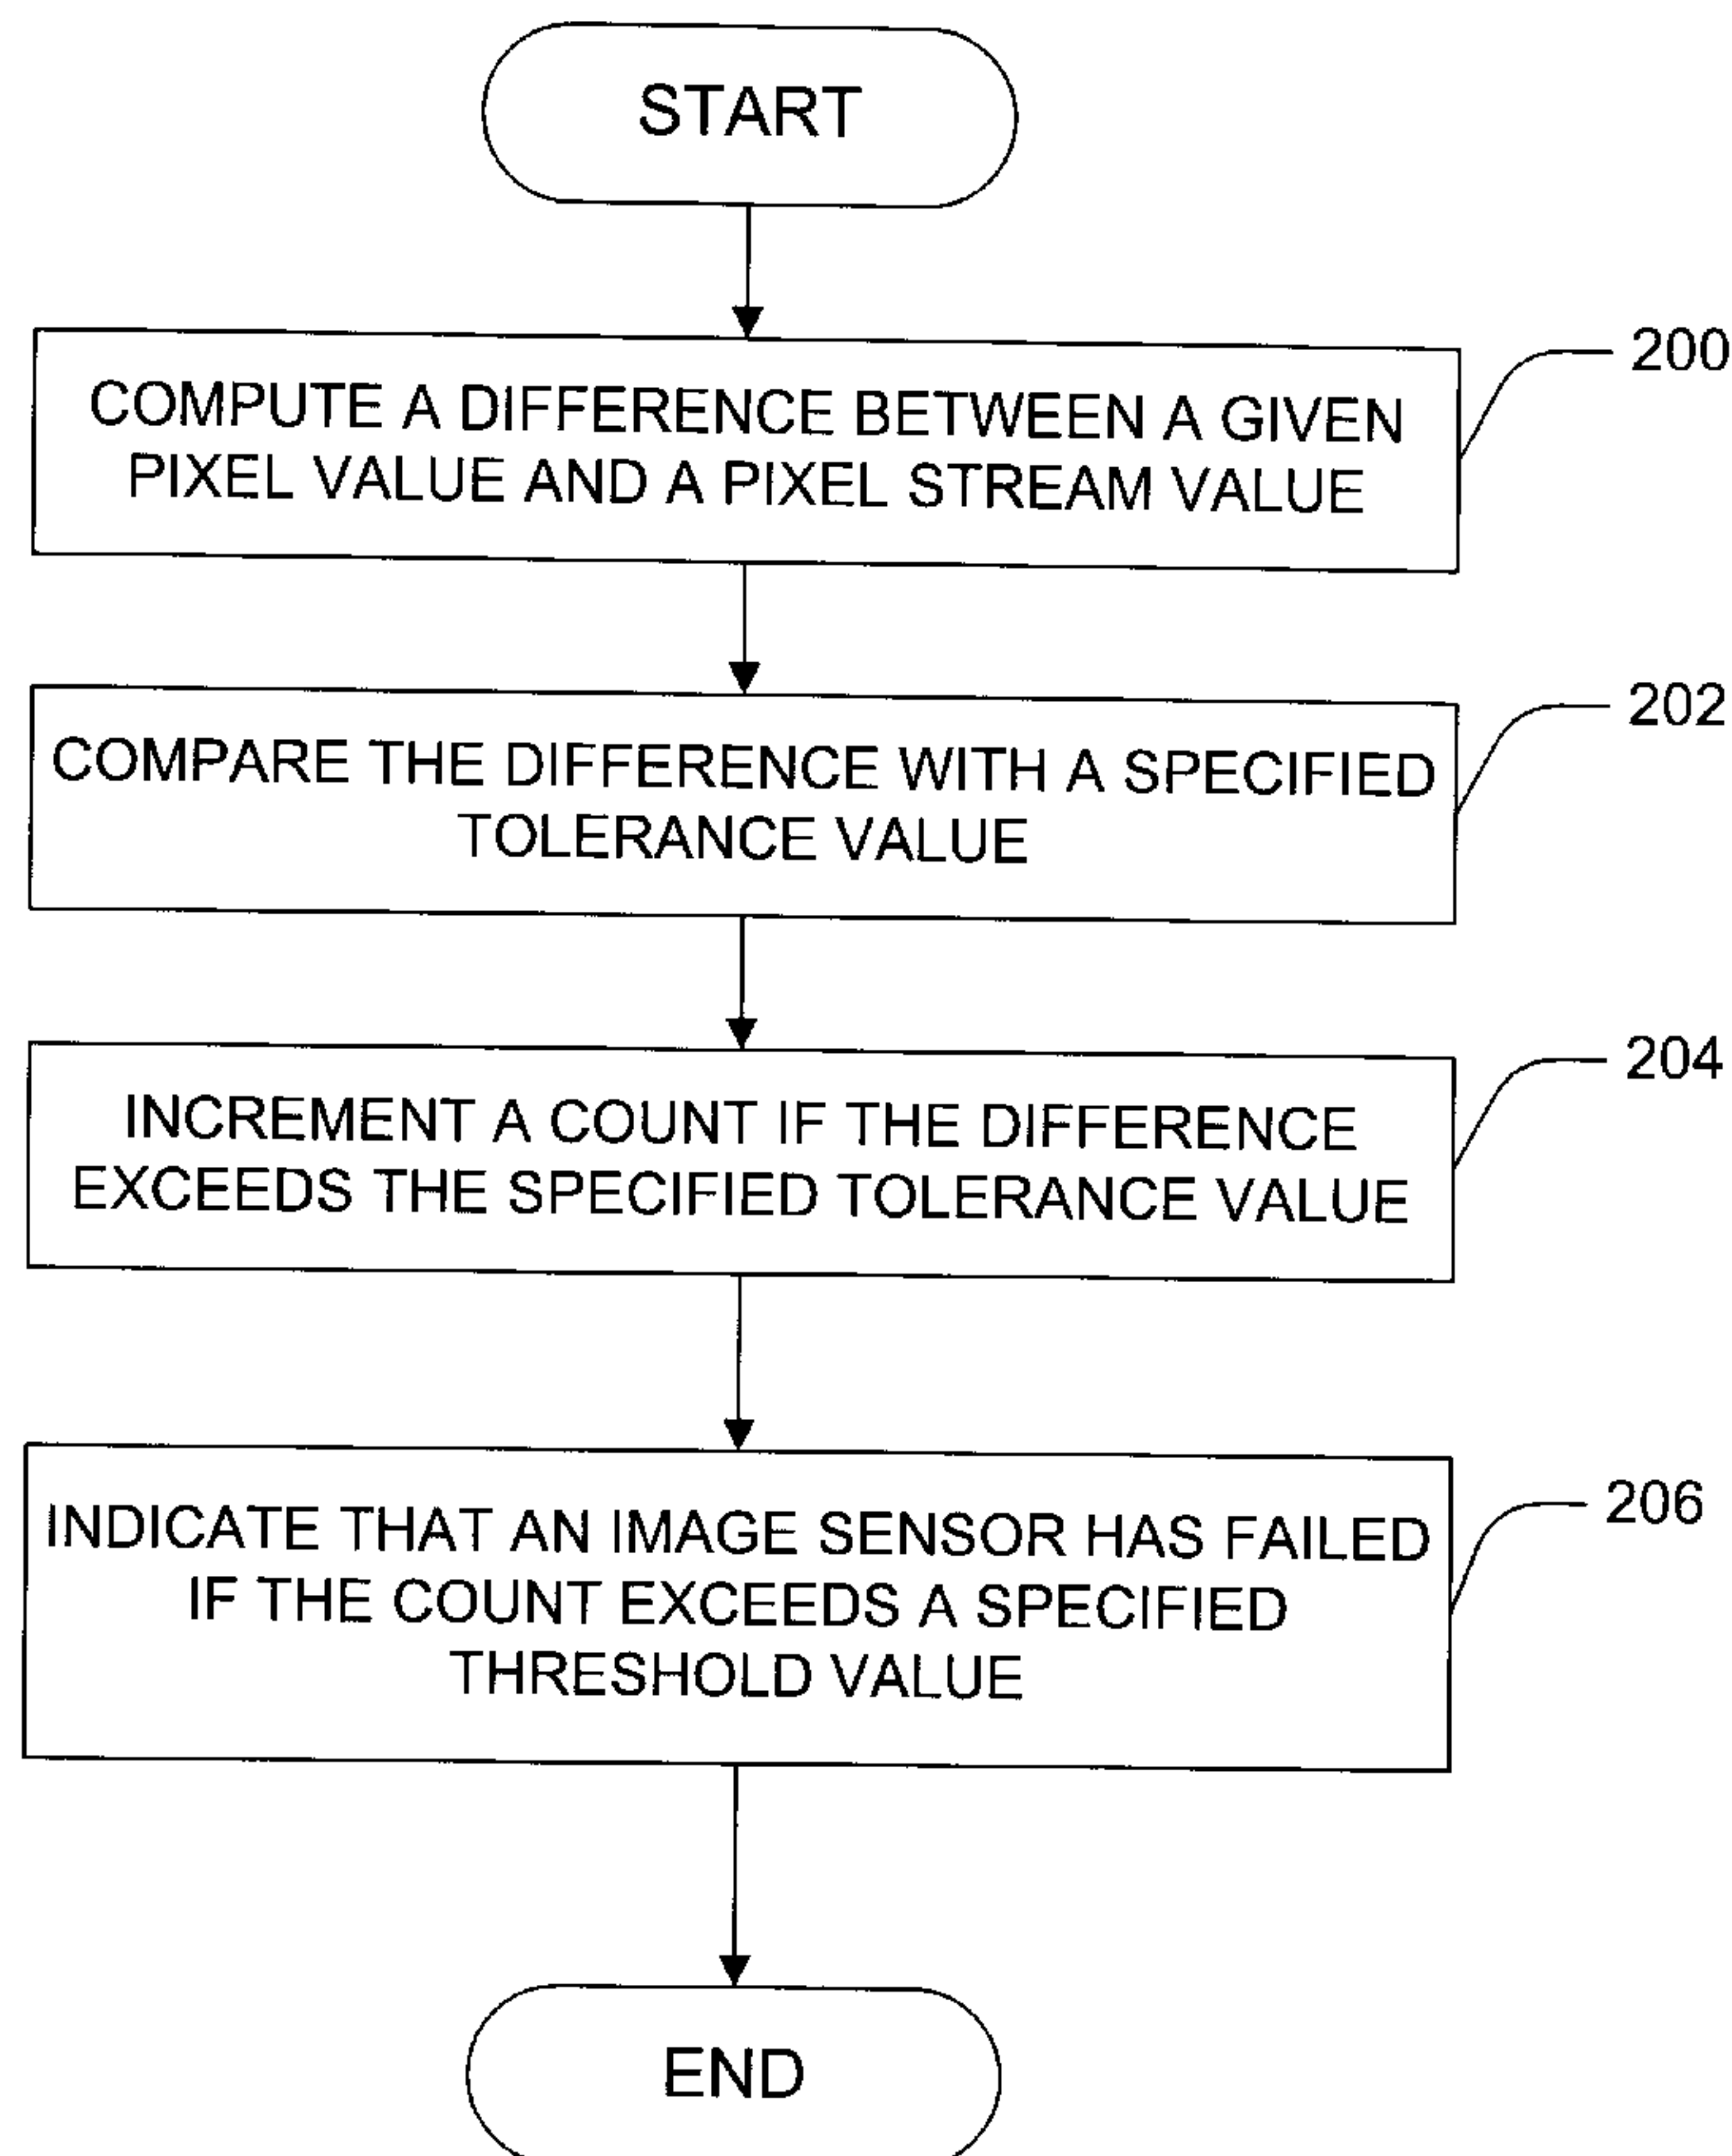 START
COMPUTE A DIFFERENCE BETWEEN A GIVEN
PIXEL VALUE AND A PIXEL STREAM VALUE
200
COMPARE THE DIFFERENCE WITH A SPECIFIED
TOLERANCE VALUE
202
INCREMENT A COUNT IF THE DIFFERENCE
EXCEEDS THE SPECIFIED TOLERANCE VALUE
204
INDICATE THAT AN IMAGE SENSOR HAS FAILED
IF THE COUNT EXCEEDS A SPECIFIED
THRESHOLD VALUE
206
END